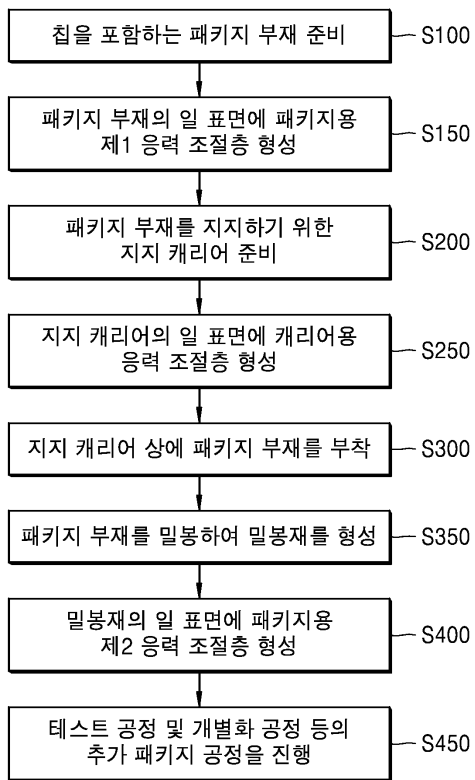 칩을 포함하는 패키지 부재 준비
S100
패키지 부재의 일 표면에 패키지용
제1 응력 조절층 형성
S150
패키지 부재를 지지하기 위한
지지 캐리어 준비
S200
지지 캐리어의 일 표면에 캐리어용
응력 조절층 형성
S250
지지 캐리어 상에 패키지 부재를 부착
S300
패키지 부재를 밀봉하여 밀봉재를 형성
S350
밀봉재의 일 표면에 패키지용
제2 응력 조절층 형성
S400
테스트 공정 및 개별화 공정 등의
추가 패키지 공정을 진행
S450